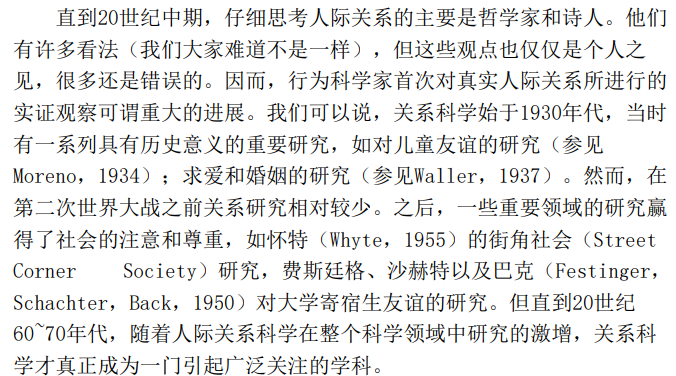 直到20世纪中期，仔细思考人际关系的主要是哲学家和诗人。他们
有许多看法（我们大家难道不是一样），但这些观点也仅仅是个人之
见，很多还是错误的。因而，行为科学家首次对真实人际关系所进行的
实证观察可谓重大的进展。我们可以说，关系科学始于1930年代，当时
有一系列具有历史意义的重要研究，如对儿童友谊的研究（参见
Moreno，1934）；求爱和婚姻的研究（参见Waller，1937）。然而，在
第二次世界大战之前关系研究相对较少。之后，一些重要领域的研究赢
得了社会的注意和尊重，如怀特（Whyte，1955）的街角社会（Street
Corner Society）研究，费斯廷格、沙赫特以及巴克（Festinger，
Schachter，Back，1950）对大学寄宿生友谊的研究。但直到20世纪
60~70年代，随着人际关系科学在整个科学领域中研究的激增，关系科
学才真正成为一门引起广泛关注的学科。